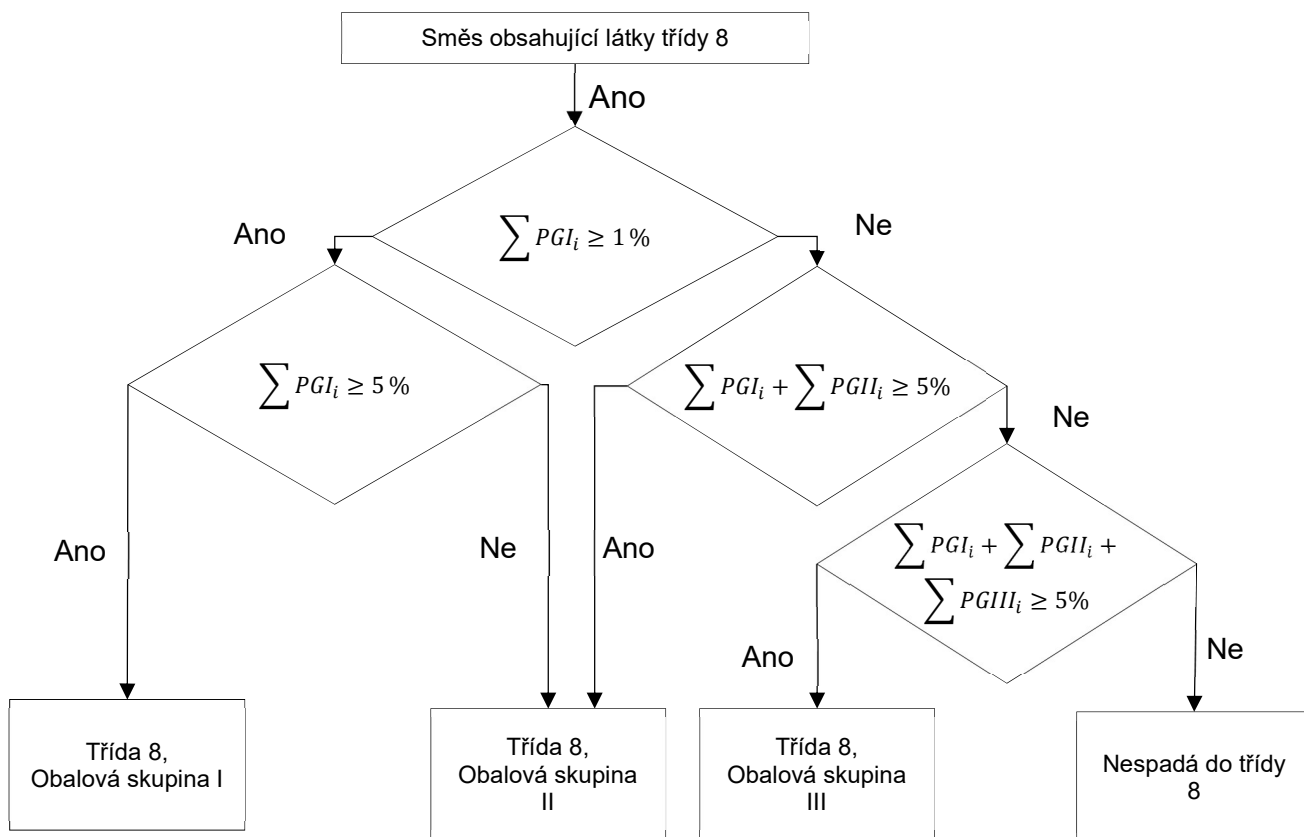 Směs obsahující látky třídy 8
Ano
Ano
∑ PGI_i ≥ 1 %
Ne
∑ PGI_i ≥ 5 %
∑ PGI_i + ∑ PGII_i ≥ 5%
Ne
Ano
Ne
Ano
∑ PGI_i + ∑ PGII_i +
∑ PGIII_i ≥ 5%
Ano
Ne
Třída 8,
Obalová skupina I
Třída 8,
Obalová skupina
II
Třída 8,
Obalová skupina
III
Nespadá do třídy
8